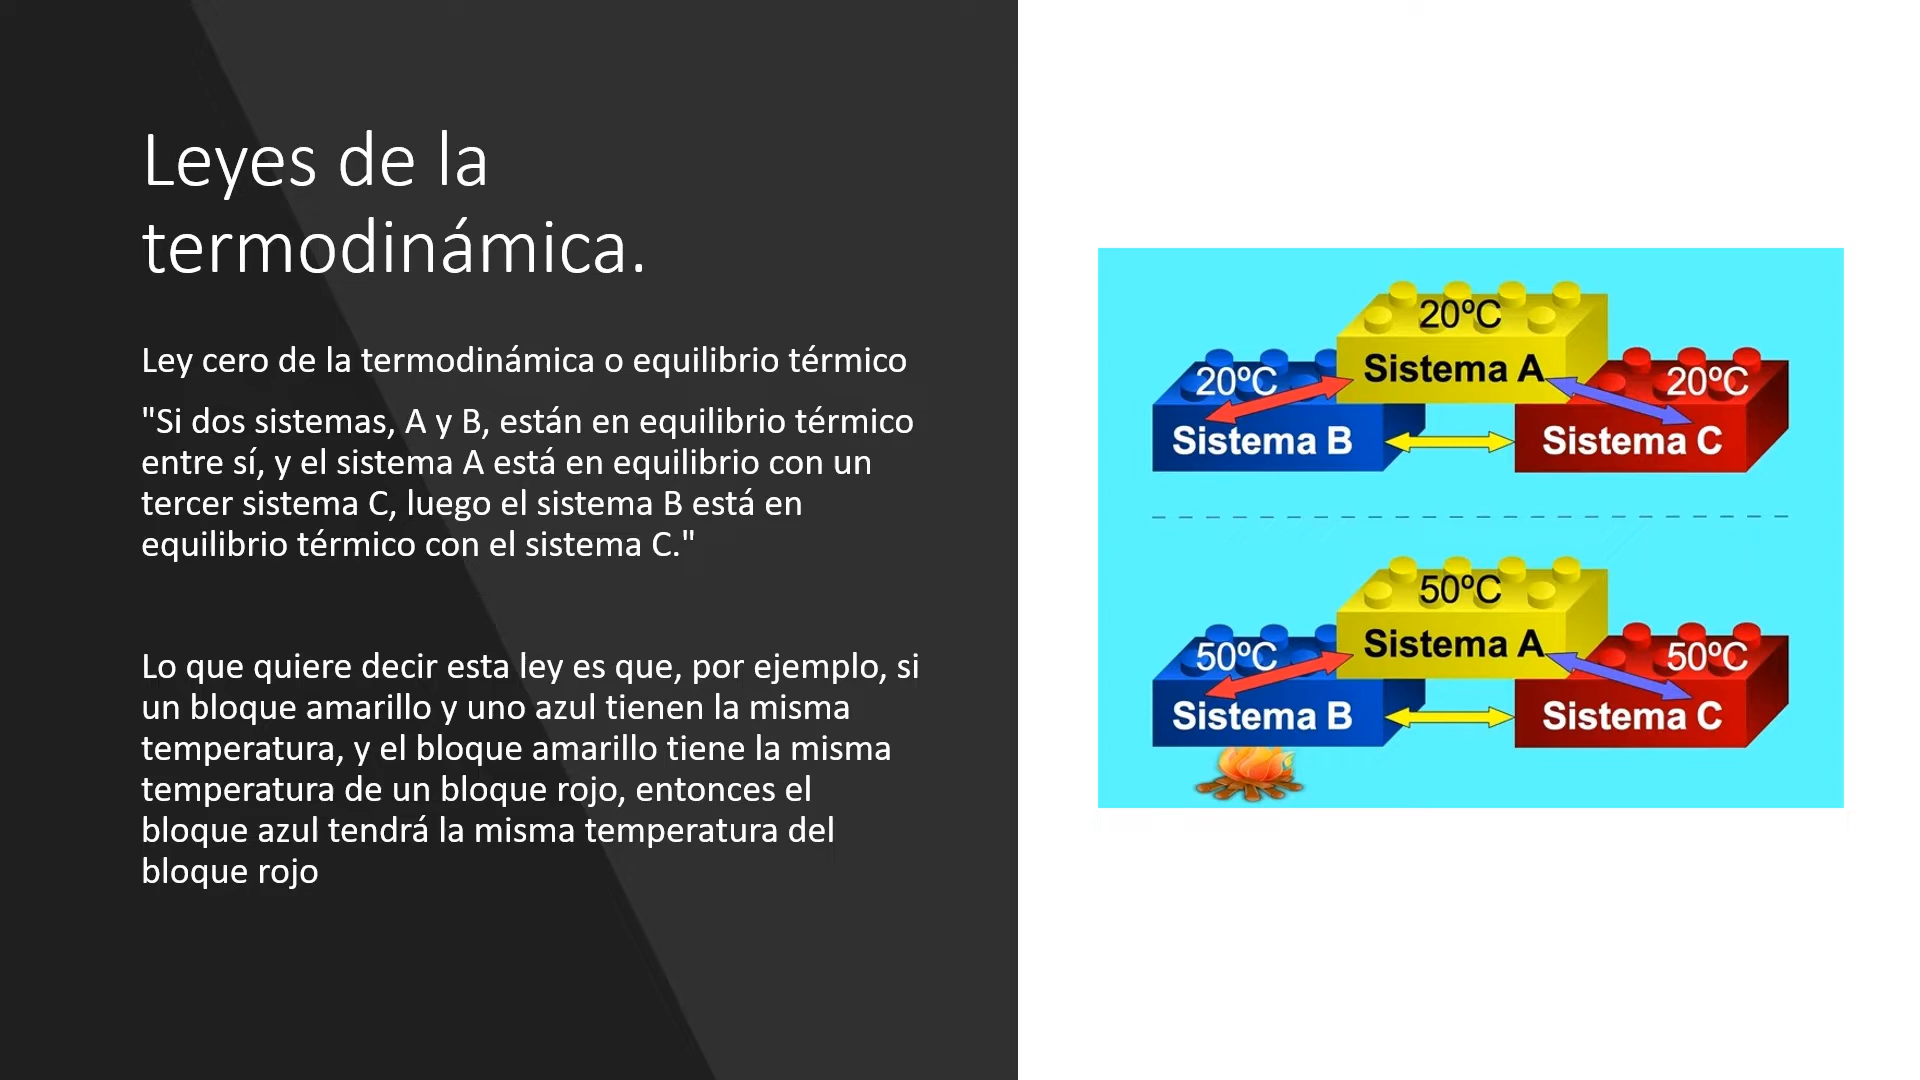 Leyes de la
termodinámica.
Ley cero de la termodinámica o equilibrio térmico
"Si dos sistemas, A y B, están en equilibrio térmico
entre sí, y el sistema A está en equilibrio con un
tercer sistema C, luego el sistema B está en
equilibrio térmico con el sistema C."
Lo que quiere decir esta ley es que, por ejemplo, si
un bloque amarillo y uno azul tienen la misma
temperatura, y el bloque amarillo tiene la misma
temperatura de un bloque rojo, entonces el
bloque azul tendrá la misma temperatura del
bloque rojo
20ºC
Sistema A
20ºC
Sistema B
20ºC
Sistema C
50ºC
Sistema A
50ºC
Sistema B
50ºC
Sistema C